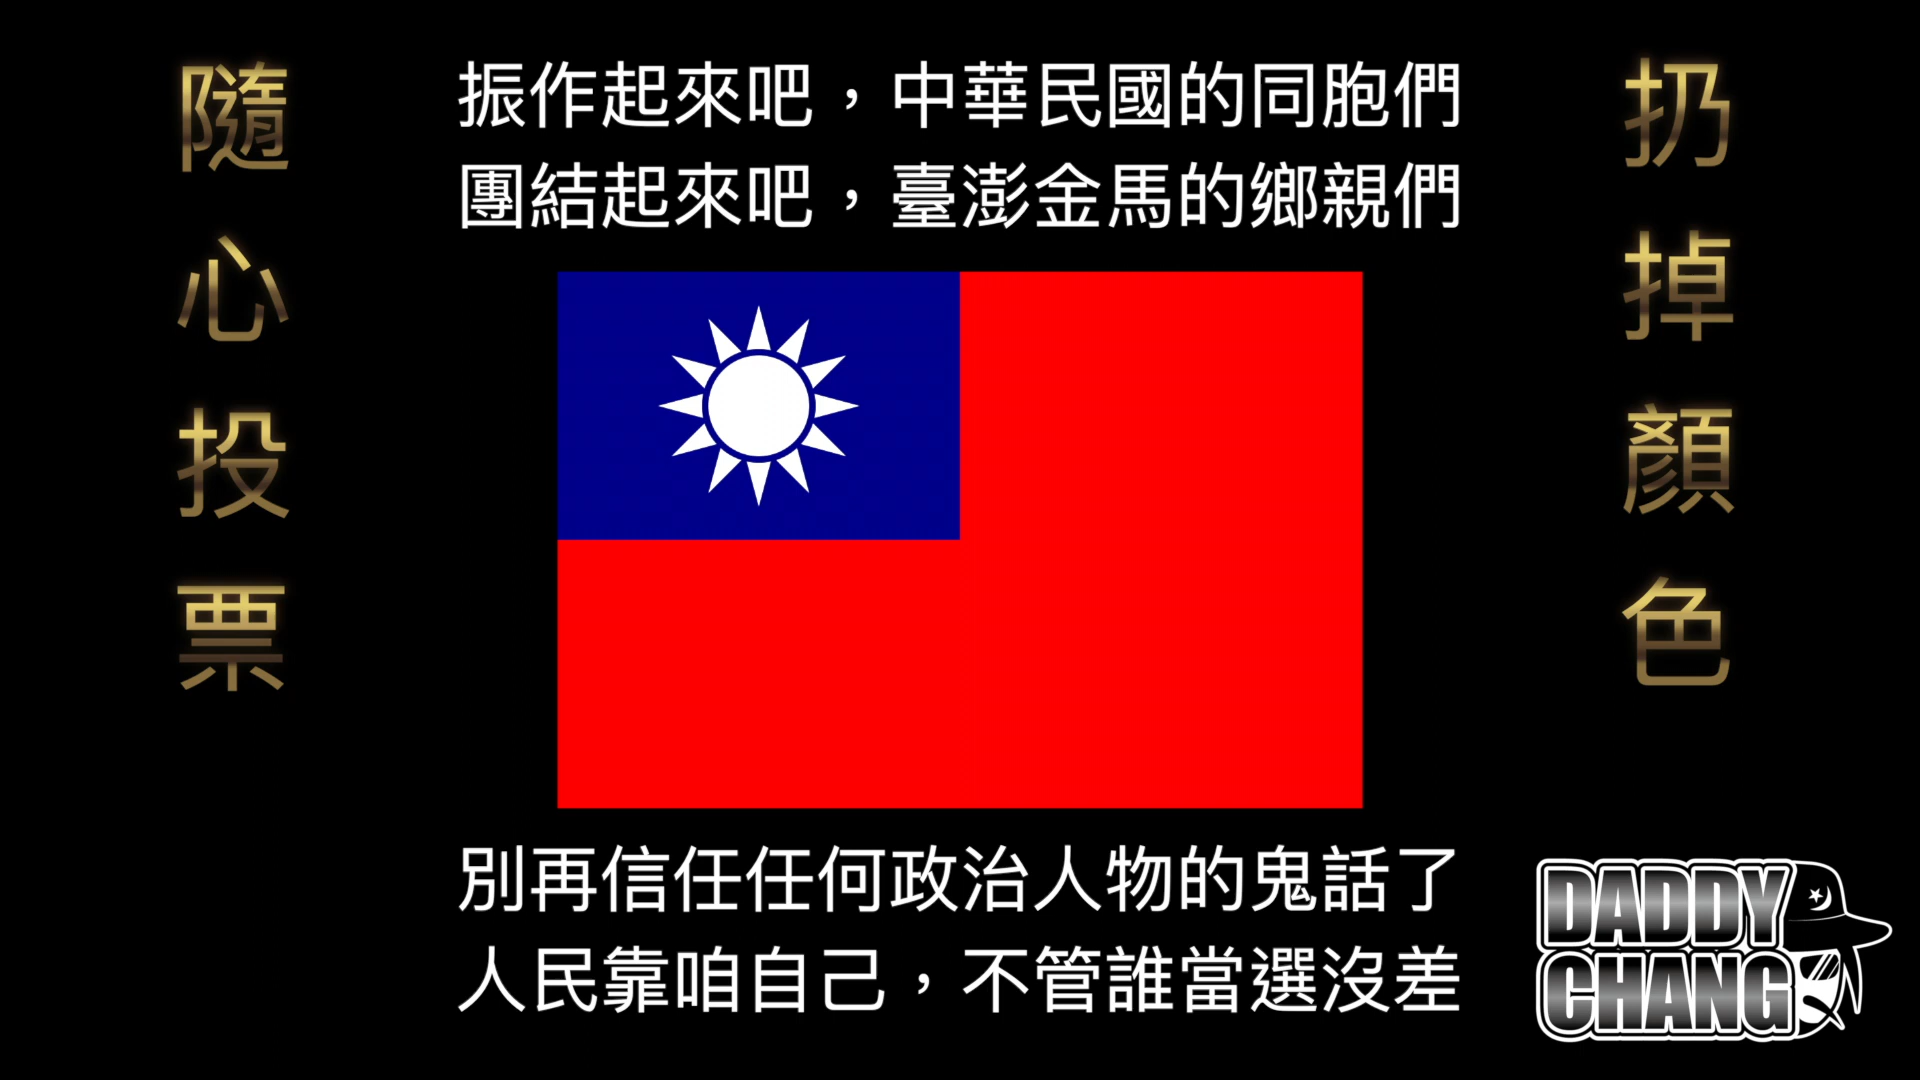 振作起來吧，中華民國的同胞們
團結起來吧，臺澎金馬的鄉親們
扔掉顏色
隨心投票
別再信任任何政治人物的鬼話了
人民靠咱自己，不管誰當選沒差
DADDY
CHANG